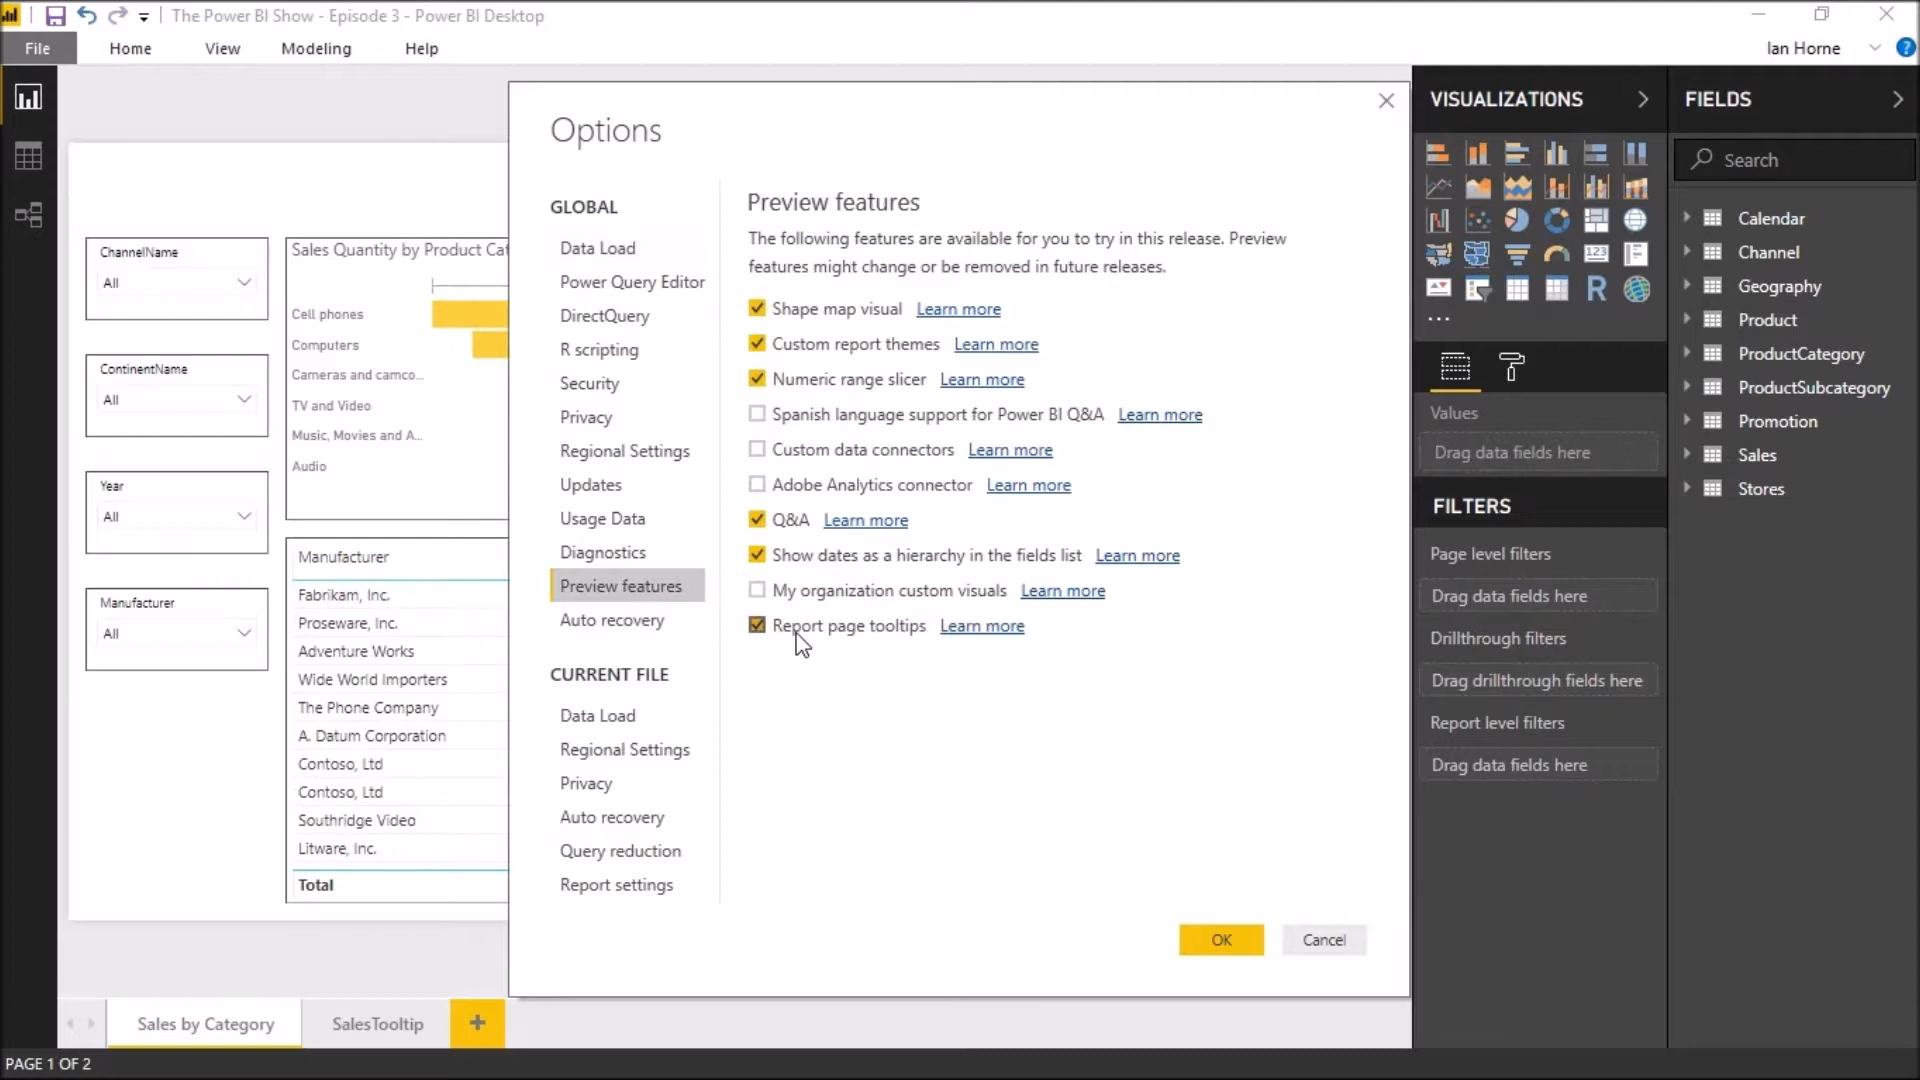 The Power BI Show - Episode 3 - Power BI Desktop
File Home View Modeling Help Ian Horne ?
Options
GLOBAL
Data Load
Power Query Editor
DirectQuery
R scripting
Security
Privacy
Regional Settings
Updates
Usage Data
Diagnostics
Preview features
Auto recovery
CURRENT FILE
Data Load
Regional Settings
Privacy
Auto recovery
Query reduction
Report settings
Preview features
The following features are available for you to try in this release. Preview
features might change or be removed in future releases.
Shape map visual Learn more
Custom report themes Learn more
Numeric range slicer Learn more
Spanish language support for Power BI Q&A Learn more
Custom data connectors Learn more
Adobe Analytics connector Learn more
Q&A Learn more
Show dates as a hierarchy in the fields list Learn more
My organization custom visuals Learn more
Report page tooltips Learn more
OK Cancel
ChannelName
All
ContinentName
All
Year
All
Manufacturer
All
Sales Quantity by Product Cat
Cell phones
Computers
Cameras and camco...
TV and Video
Music, Movies and A...
Audio
Manufacturer
Fabrikam, Inc.
Proseware, Inc.
Adventure Works
Wide World Importers
The Phone Company
A. Datum Corporation
Contoso, Ltd
Contoso, Ltd
Southridge Video
Litware, Inc.
Total
VISUALIZATIONS
123
R
...
Values
Drag data fields here
FILTERS
Page level filters
Drag data fields here
Drillthrough filters
Drag drillthrough fields here
Report level filters
Drag data fields here
FIELDS
Search
Calendar
Channel
Geography
Product
ProductCategory
ProductSubcategory
Promotion
Sales
Stores
Sales by Category SalesTooltip +
PAGE 1 OF 2